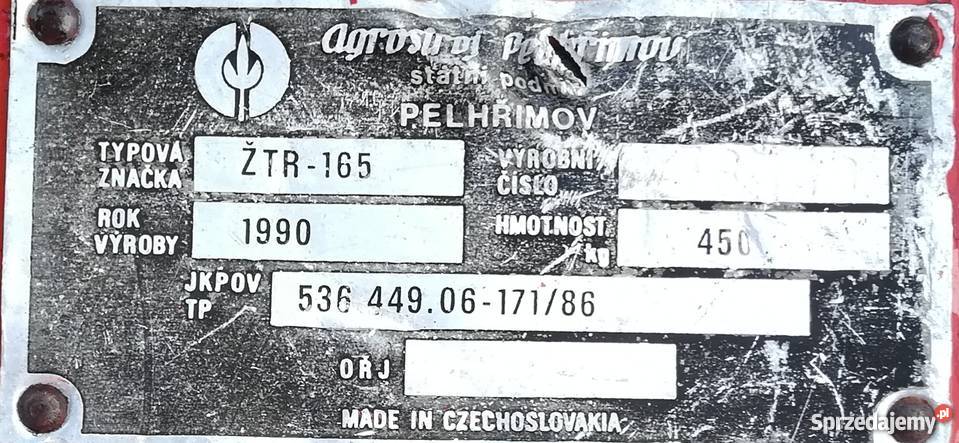 agrostroj Pelhřimov
státní podnik
PELHŘIMOV
TYPOVÁ ZNAČKA ŽTR-165
VÝROBNÍ ČÍSLO
ROK VÝROBY 1990
HMOTNOST kg 450
JKPOV TP 536 449.06-171/86
OŘJ
MADE IN CZECHOSLOVAKIA
Sprzedajemy.pl